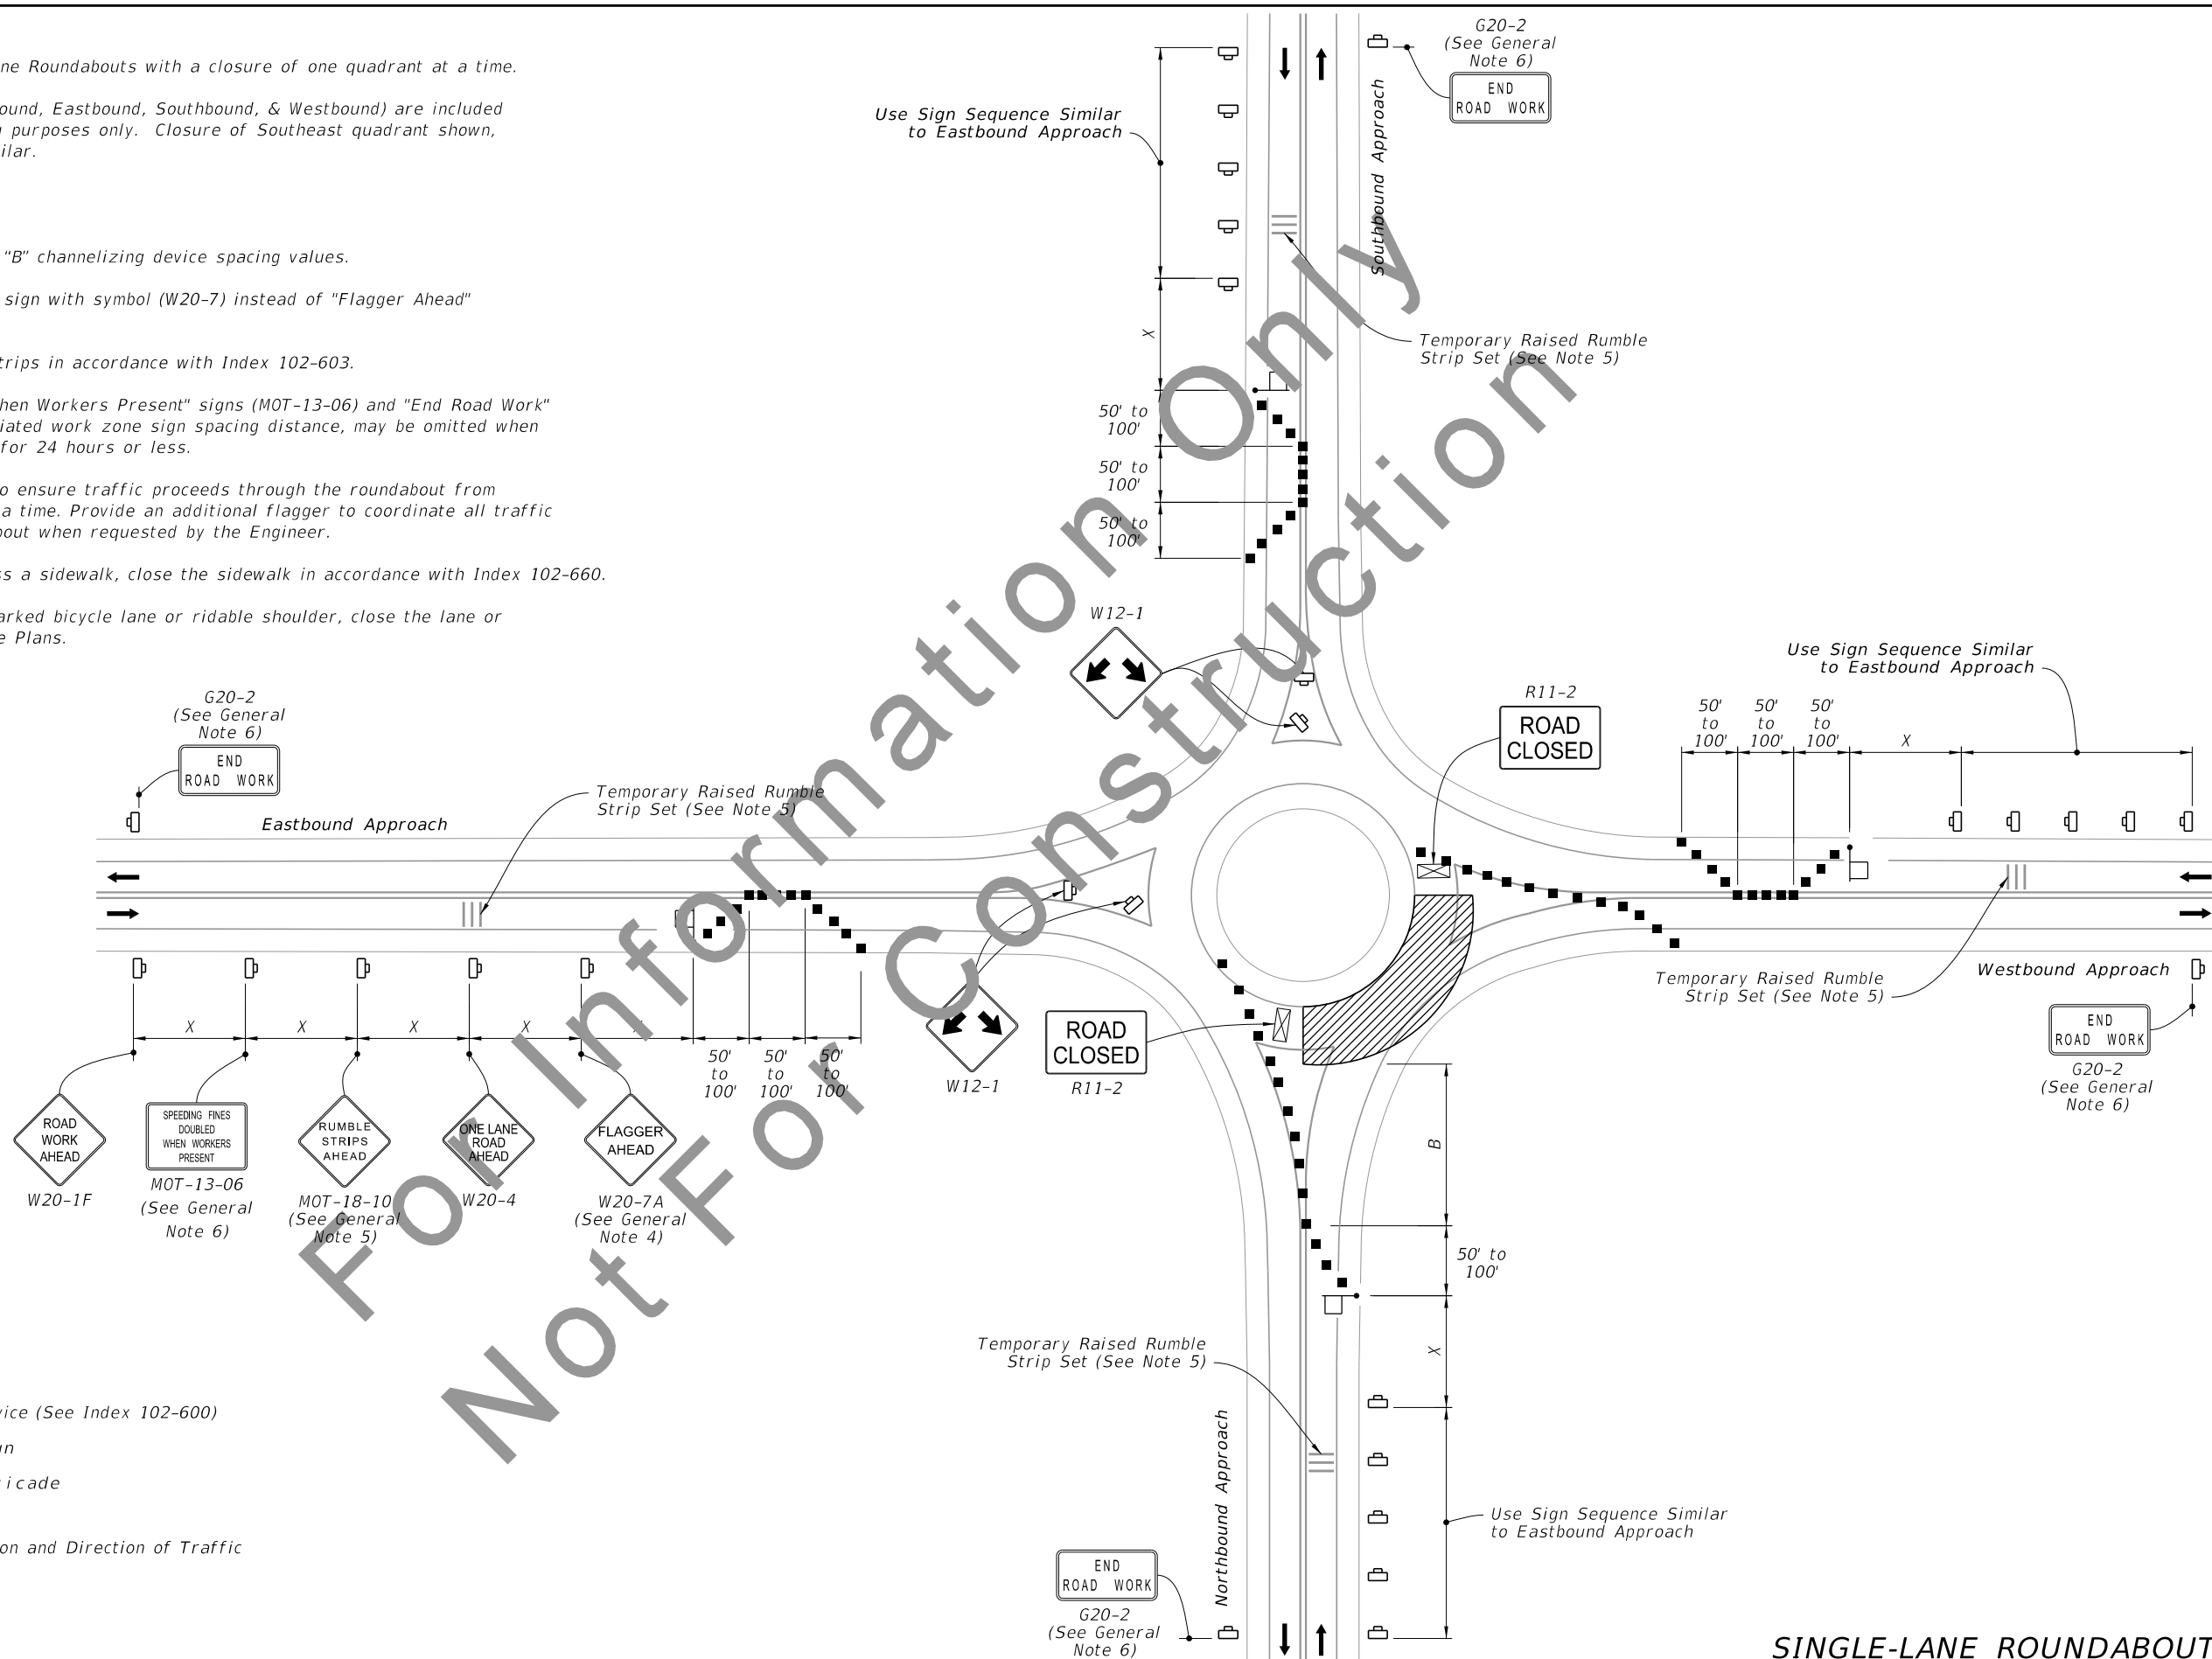 ne Roundabouts with a closure of one quadrant at a time.
ound, Eastbound, Southbound, & Westbound) are included
purposes only. Closure of Southeast quadrant shown,
ilar.
"B" channelizing device spacing values.
sign with symbol (W20-7) instead of "Flagger Ahead"
trips in accordance with Index 102-603.
hen Workers Present" signs (MOT-13-06) and "End Road Work"
iated work zone sign spacing distance, may be omitted when
for 24 hours or less.
o ensure traffic proceeds through the roundabout from
a time. Provide an additional flagger to coordinate all traffic
out when requested by the Engineer.
ss a sidewalk, close the sidewalk in accordance with Index 102-660.
arked bicycle lane or ridable shoulder, close the lane or
e Plans.
G20-2
(See General
Note 6)
END
ROAD WORK
Use Sign Sequence Similar
to Eastbound Approach
Southbound Approach
X
Temporary Raised Rumble
Strip Set (See Note 5)
50' to
100'
50' to
100'
50' to
100'
W12-1
Use Sign Sequence Similar
to Eastbound Approach
R11-2
ROAD
CLOSED
50'
to
100'
50'
to
100'
50'
to
100'
X
G20-2
(See General
Note 6)
END
ROAD WORK
Eastbound Approach
Temporary Raised Rumble
Strip Set (See Note 5)
Temporary Raised Rumble
Strip Set (See Note 5)
Westbound Approach
END
ROAD WORK
G20-2
(See General
Note 6)
X
X
X
X
X
50'
to
100'
50'
to
100'
50'
to
100'
W12-1
ROAD
CLOSED
R11-2
ROAD
WORK
AHEAD
W20-1F
SPEEDING FINES
DOUBLED
WHEN WORKERS
PRESENT
MOT-13-06
(See General
Note 6)
RUMBLE
STRIPS
AHEAD
MOT-18-10
(See General
Note 5)
ONE LANE
ROAD
AHEAD
W20-4
FLAGGER
AHEAD
W20-7A
(See General
Note 4)
B
50' to
100'
X
Temporary Raised Rumble
Strip Set (See Note 5)
Northbound Approach
Use Sign Sequence Similar
to Eastbound Approach
END
ROAD WORK
G20-2
(See General
Note 6)
vice (See Index 102-600)
gn
ricade
on and Direction of Traffic
SINGLE-LANE ROUNDABOUT
For Information Only
Not For Construction